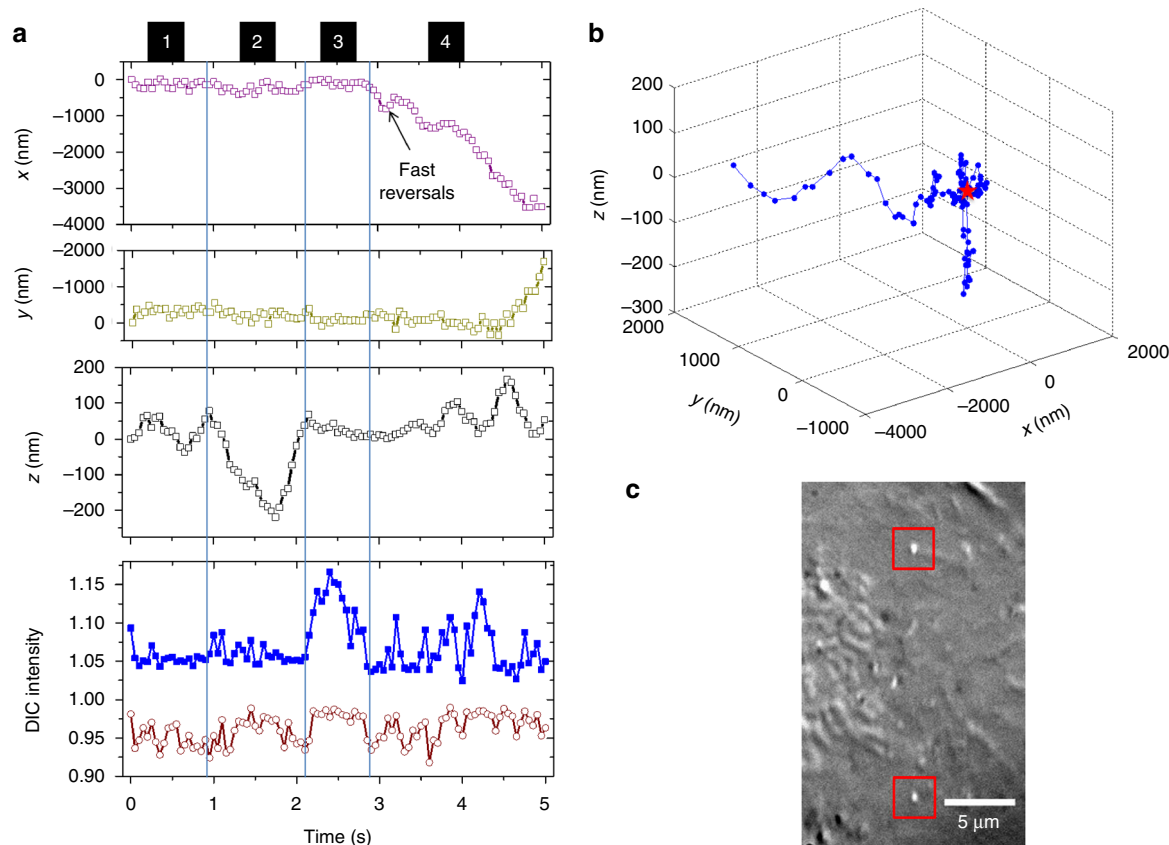 a
1 2 3 4
0
−1000
−2000
−3000
−4000
x (nm)
Fast
reversals
−2000
−1000
0
y (nm)
200
100
0
−100
−200
z (nm)
1.15
1.10
1.05
1.00
0.95
0.90
DIC intensity
0 1 2 3 4 5
Time (s)
b
200
100
0
−100
−200
−300
z (nm)
2000
1000
0
−1000
y (nm)
−4000
−2000
0
2000
x (nm)
c
5 μm